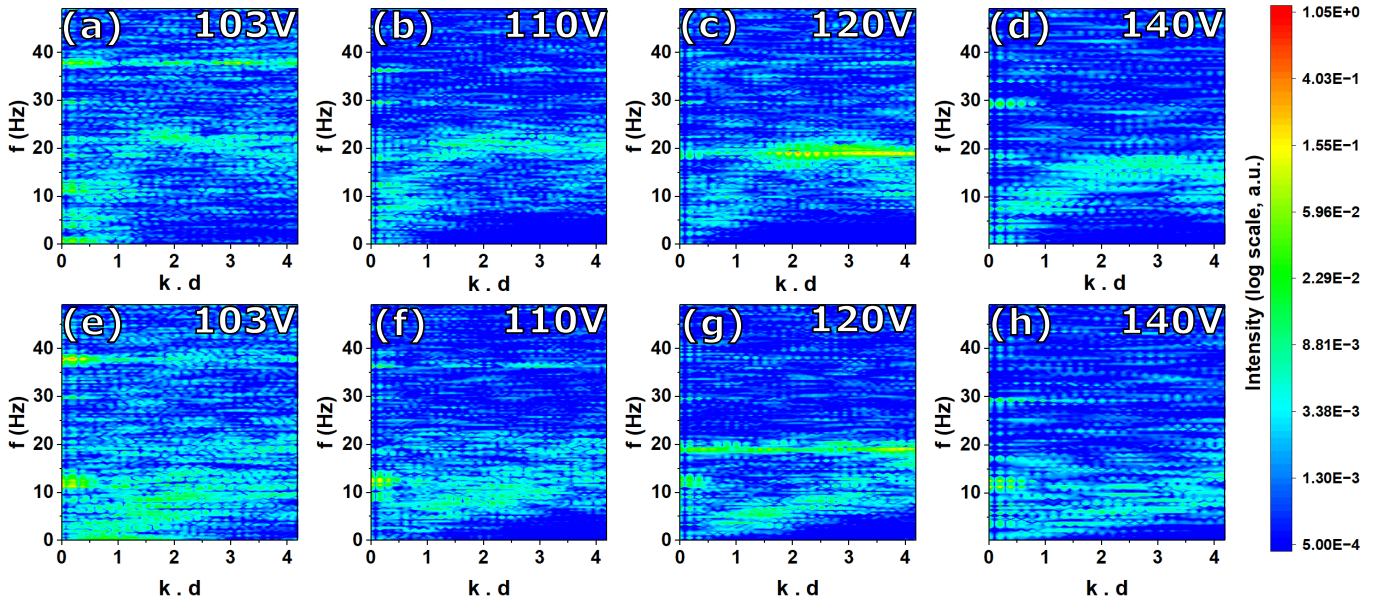 (a) 103V
(b) 110V
(c) 120V
(d) 140V
f (Hz)
40
30
20
10
0
0 1 2 3 4
k . d
f (Hz)
40
30
20
10
0
0 1 2 3 4
k . d
f (Hz)
40
30
20
10
0
0 1 2 3 4
k . d
f (Hz)
40
30
20
10
0
0 1 2 3 4
k . d
(e) 103V
(f) 110V
(g) 120V
(h) 140V
f (Hz)
40
30
20
10
0
0 1 2 3 4
k . d
f (Hz)
40
30
20
10
0
0 1 2 3 4
k . d
f (Hz)
40
30
20
10
0
0 1 2 3 4
k . d
f (Hz)
40
30
20
10
0
0 1 2 3 4
k . d
Intensity (log scale, a.u.)
1.05E+0
4.03E−1
1.55E−1
5.96E−2
2.29E−2
8.81E−3
3.38E−3
1.30E−3
5.00E−4